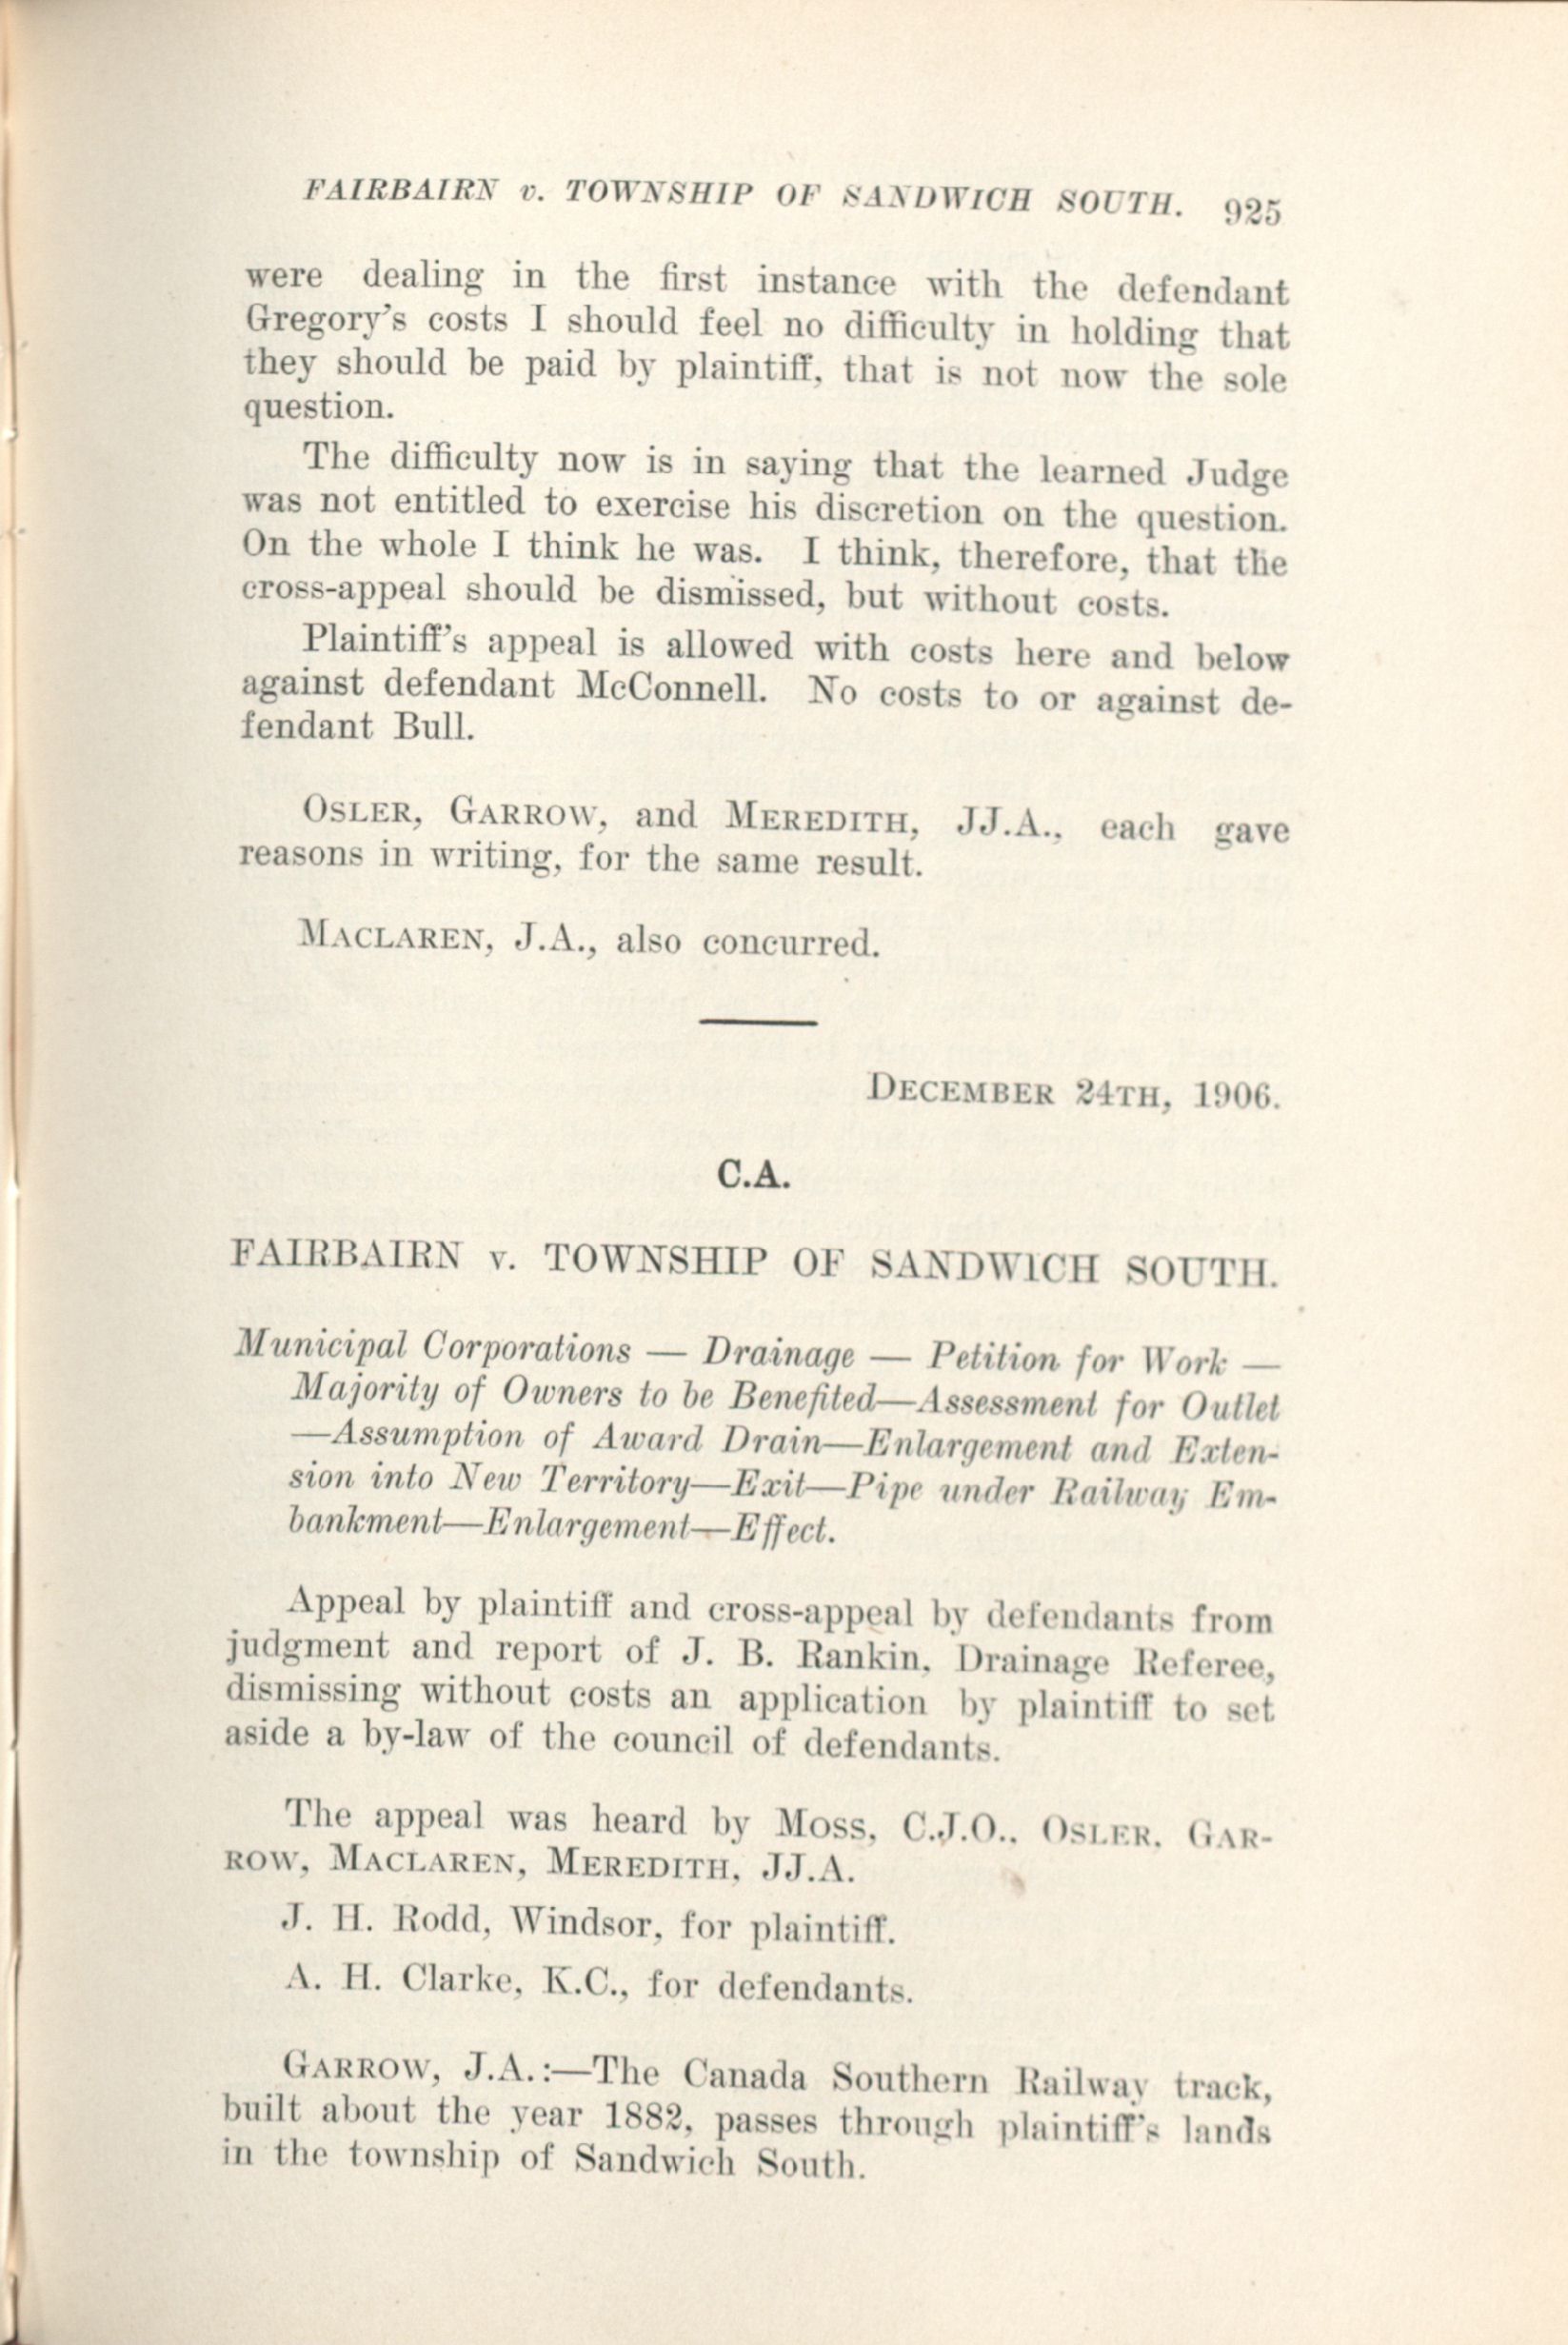 FAIRBAIRN v. TOWNSHIP OF SANDWICH SOUTH. 925
were dealing in the first instance with the defendant
Gregory's costs I should feel no difficulty in holding that
they should be paid by plaintiff, that is not now the sole
question.
The difficulty now is in saying that the learned Judge
was not entitled to exercise his discretion on the question.
On the whole I think he was. I think, therefore, that the
cross-appeal should be dismissed, but without costs.
Plaintiff's appeal is allowed with costs here and below
against defendant McConnell. No costs to or against de-
fendant Bull.
OSLER, GARROW, and MEREDITH, JJ.A., each gave
reasons in writing, for the same result.
MACLAREN, J.A., also concurred.
DECEMBER 24TH, 1906.
C.A.
FAIRBAIRN v. TOWNSHIP OF SANDWICH SOUTH.
Municipal Corporations — Drainage — Petition for Work —
Majority of Owners to be Benefited—Assessment for Outlet
—Assumption of Award Drain—Enlargement and Exten-
sion into New Territory—Exit—Pipe under Railway Em-
bankment—Enlargement—Effect.
Appeal by plaintiff and cross-appeal by defendants from
judgment and report of J. B. Rankin, Drainage Referee,
dismissing without costs an application by plaintiff to set
aside a by-law of the council of defendants.
The appeal was heard by MOSS, C.J.O., OSLER, GAR-
ROW, MACLAREN, MEREDITH, JJ.A.
J. H. Rodd, Windsor, for plaintiff.
A. H. Clarke, K.C., for defendants.
GARROW, J.A.:—The Canada Southern Railway track,
built about the year 1882, passes through plaintiff's lands
in the township of Sandwich South.